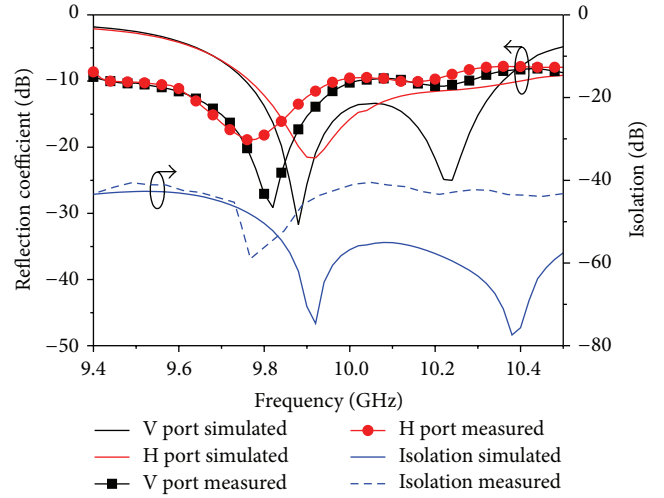 Reflection coefficient (dB)
0
−10
−20
−30
−40
−50
0
−20
−40
−60
−80
Isolation (dB)
9.4 9.6 9.8 10.0 10.2 10.4
Frequency (GHz)
V port simulated
H port simulated
V port measured
H port measured
Isolation simulated
Isolation measured